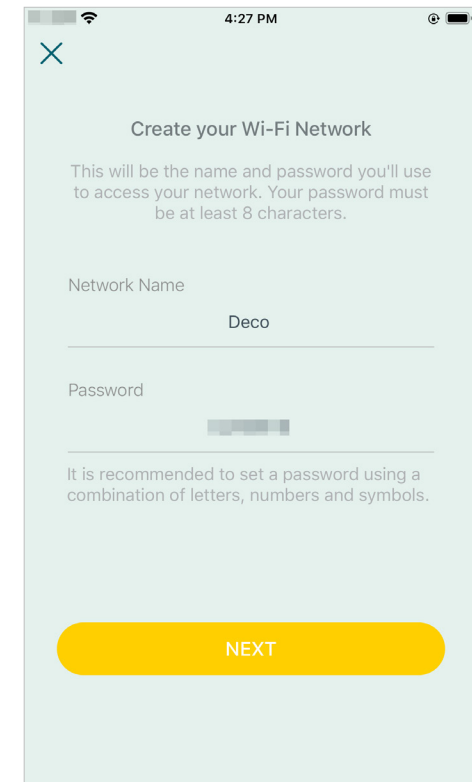 4:27 PM
Create your Wi-Fi Network
This will be the name and password you'll use
to access your network. Your password must
be at least 8 characters.
Network Name
Deco
Password
It is recommended to set a password using a
combination of letters, numbers and symbols.
NEXT